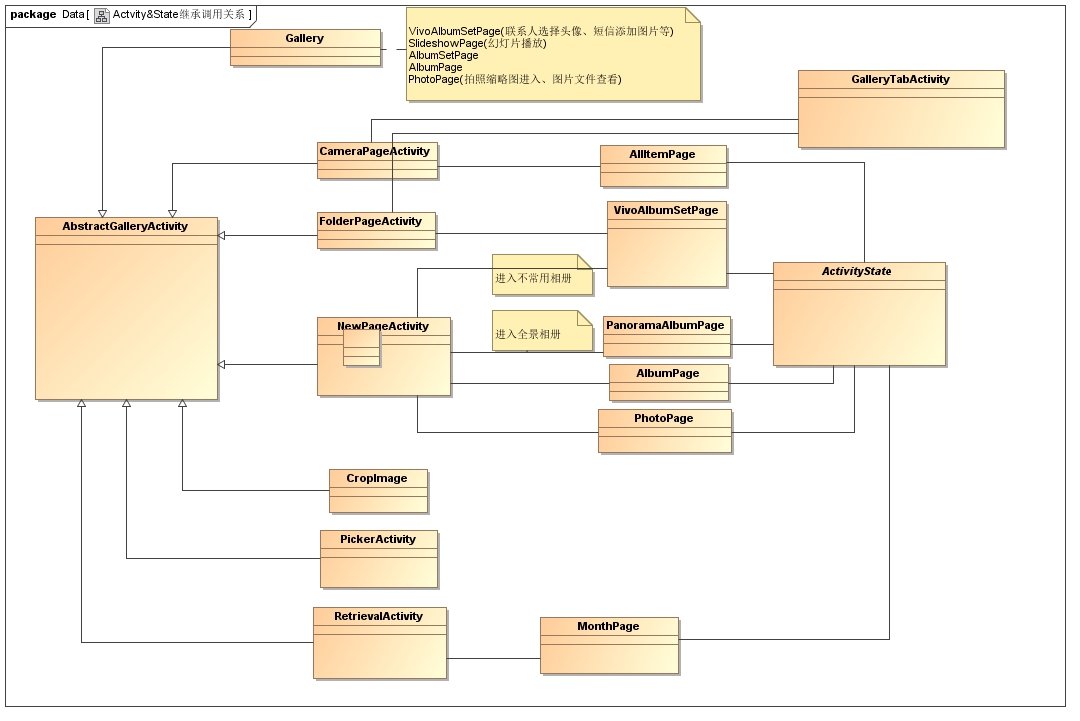 package Data[ Actvity&State继承调用关系 ]
Gallery
VivoAlbumSetPage(联系人选择头像、短信添加图片等)
SlideshowPage(幻灯片播放)
AlbumSetPage
AlbumPage
PhotoPage(拍照缩略图进入、图片文件查看)
GalleryTabActivity
CameraPageActivity
AllItemPage
AbstractGalleryActivity
FolderPageActivity
VivoAlbumSetPage
进入不常用相册
ActivityState
NewPageActivity
进入全景相册
PanoramaAlbumPage
AlbumPage
PhotoPage
CropImage
PickerActivity
RetrievalActivity
MonthPage